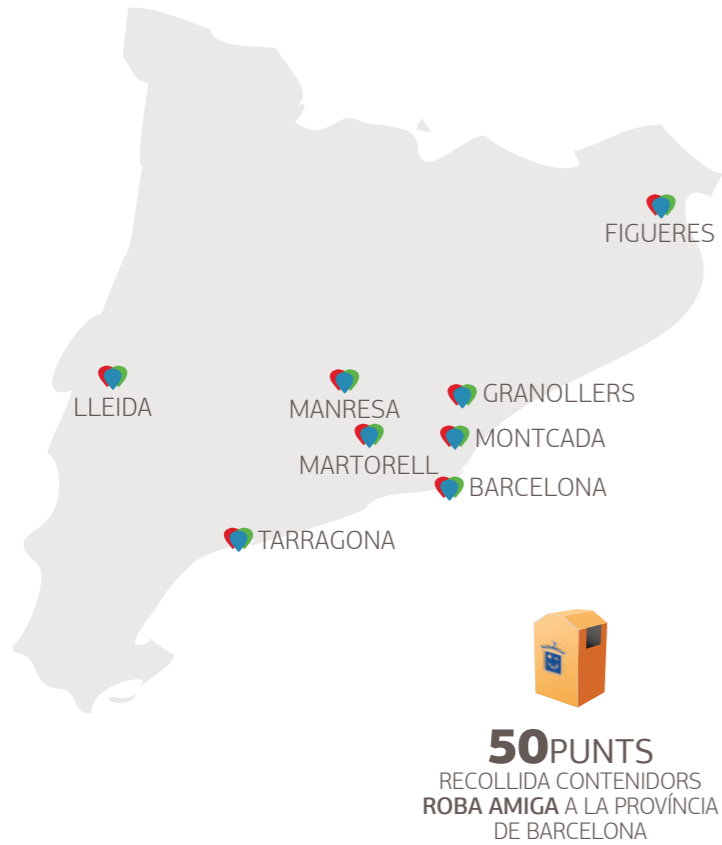 FIGUERES
LLEIDA
MANRESA
GRANOLLERS
MARTORELL
MONTCADA
BARCELONA
TARRAGONA
50PUNTS
RECOLLIDA CONTENIDORS
ROBA AMIGA A LA PROVÍNCIA
DE BARCELONA